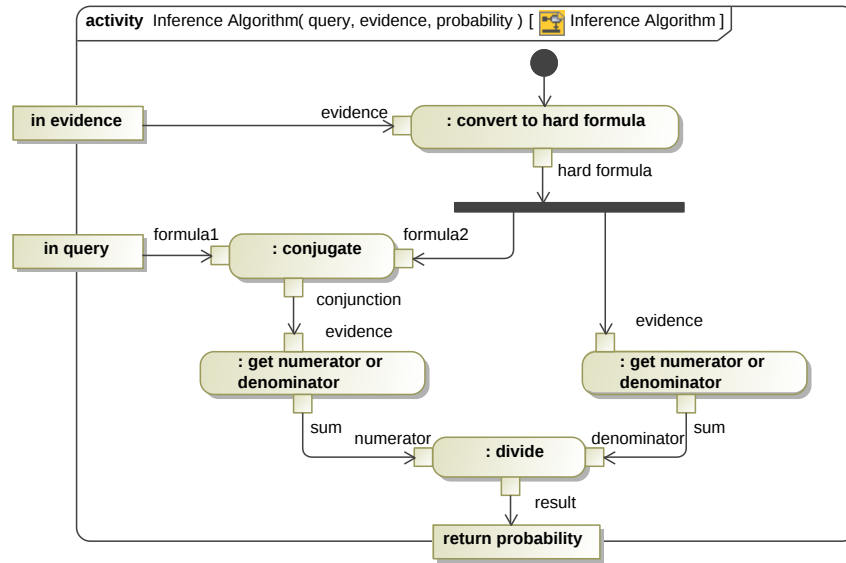 activity Inference Algorithm( query, evidence, probability ) [ Inference Algorithm ]
in evidence
evidence
: convert to hard formula
hard formula
in query
formula1
: conjugate
formula2
conjunction
evidence
evidence
: get numerator or
denominator
: get numerator or
denominator
sum
sum
numerator
: divide
denominator
result
return probability